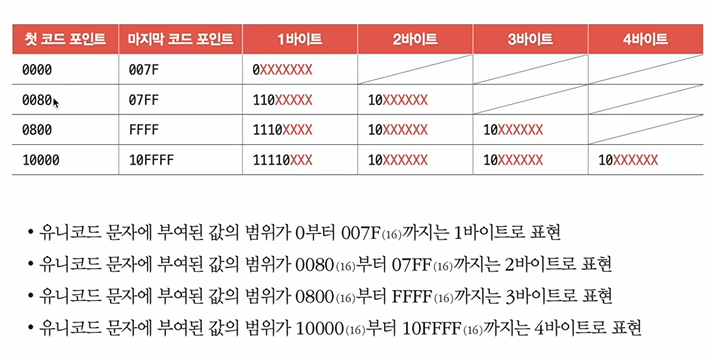 첫 코드 포인트 마지막 코드 포인트 1바이트 2바이트 3바이트 4바이트
0000 007F 0XXXXXXX
0080 07FF 110XXXXX 10XXXXXX
0800 FFFF 1110XXXX 10XXXXXX 10XXXXXX
10000 10FFFF 11110XXX 10XXXXXX 10XXXXXX 10XXXXXX
• 유니코드 문자에 부여된 값의 범위가 0부터 007F(16)까지는 1바이트로 표현
• 유니코드 문자에 부여된 값의 범위가 0080(16)부터 07FF(16)까지는 2바이트로 표현
• 유니코드 문자에 부여된 값의 범위가 0800(16)부터 FFFF(16)까지는 3바이트로 표현
• 유니코드 문자에 부여된 값의 범위가 10000(16)부터 10FFFF(16)까지는 4바이트로 표현